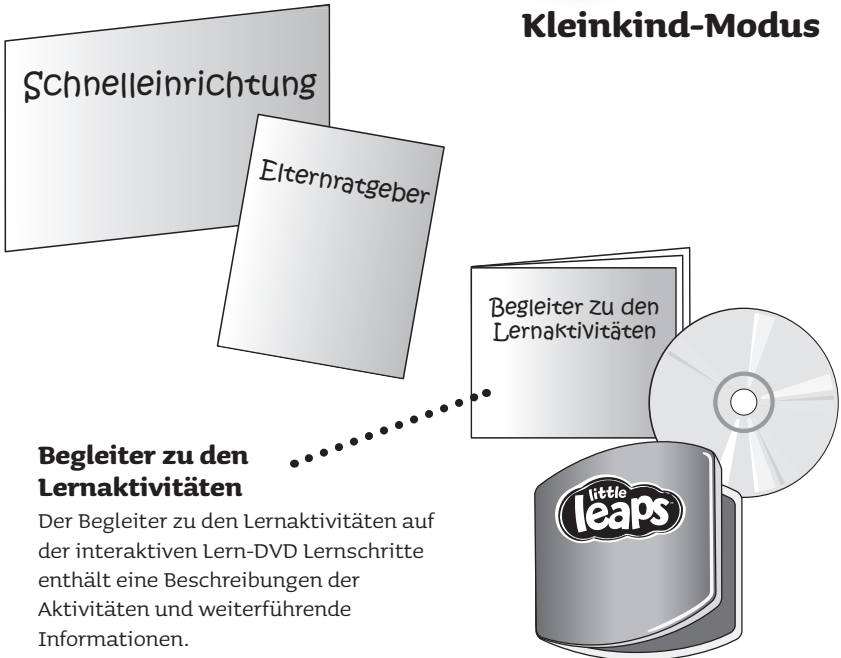 Kleinkind-Modus
Schnelleinrichtung
Elternratgeber
Begleiter zu den
Lernaktivitäten
little
leaps
Begleiter zu den
Lernaktivitäten
Der Begleiter zu den Lernaktivitäten auf
der interaktiven Lern-DVD Lernschritte
enthält eine Beschreibungen der
Aktivitäten und weiterführende
Informationen.